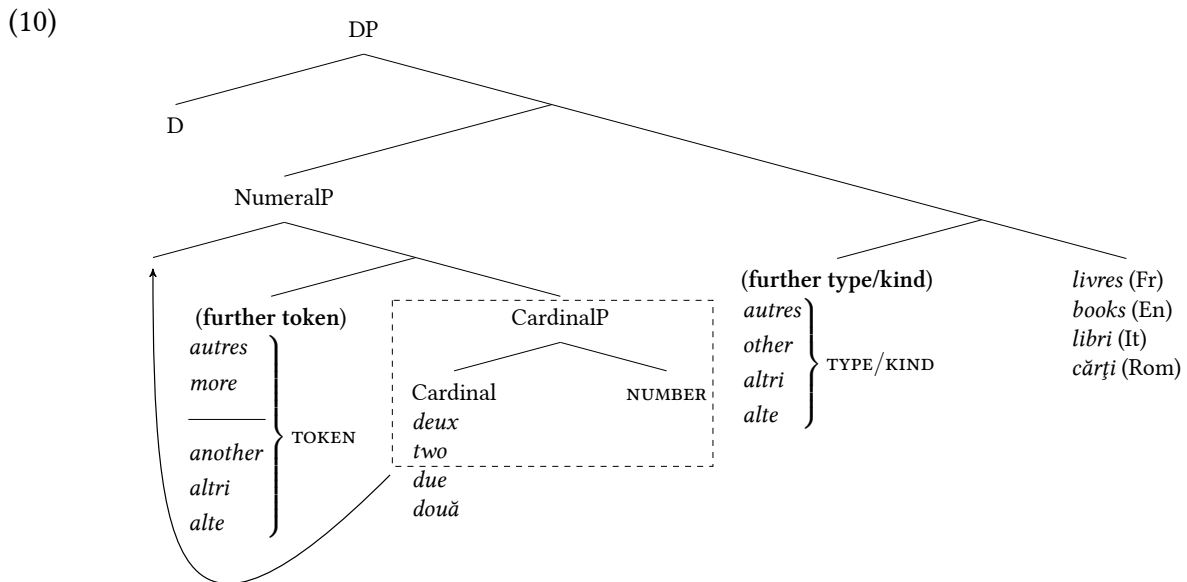 (10)
DP
D
NumeralP
(further token)
autres
more
another
altri
alte
TOKEN
CardinalP
Cardinal
deux
two
due
două
NUMBER
(further type/kind)
autres
other
altri
alte
TYPE/KIND
livres (Fr)
books (En)
libri (It)
cărţi (Rom)